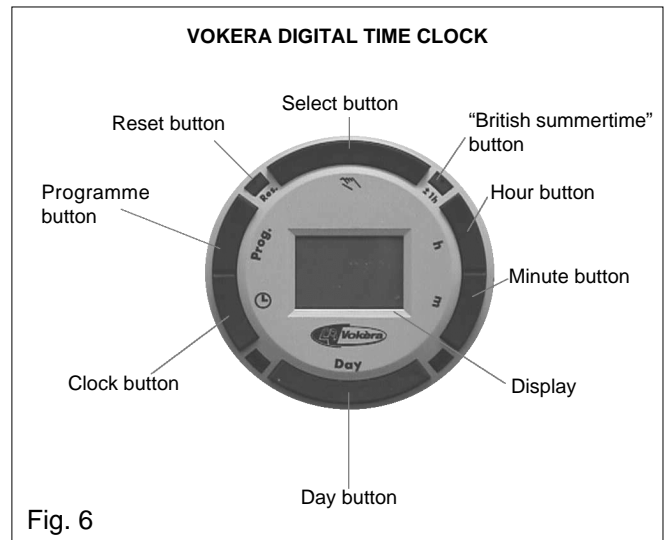 VOKERA DIGITAL TIME CLOCK
Select button
Reset button
“British summertime”
button
Programme
button
Hour button
Res.
±1h
Prog.
h
m
Minute button
Vokèra
Day
Clock button
Display
Day button
Fig. 6